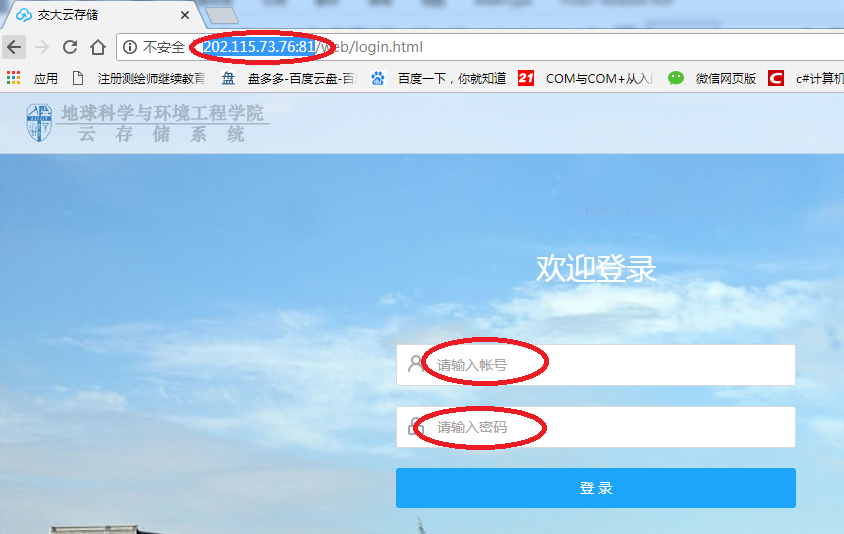 交大云存储
不安全 202.115.73.76:81/web/login.html
应用 注册测绘师继续教育 盘 盘多多-百度云盘-百 百度一下，你就知道 21 COM与COM+从入门 微信网页版 C c#计算机
地球科学与环境工程学院
云存储系统
欢迎登录
请输入帐号
请输入密码
登 录